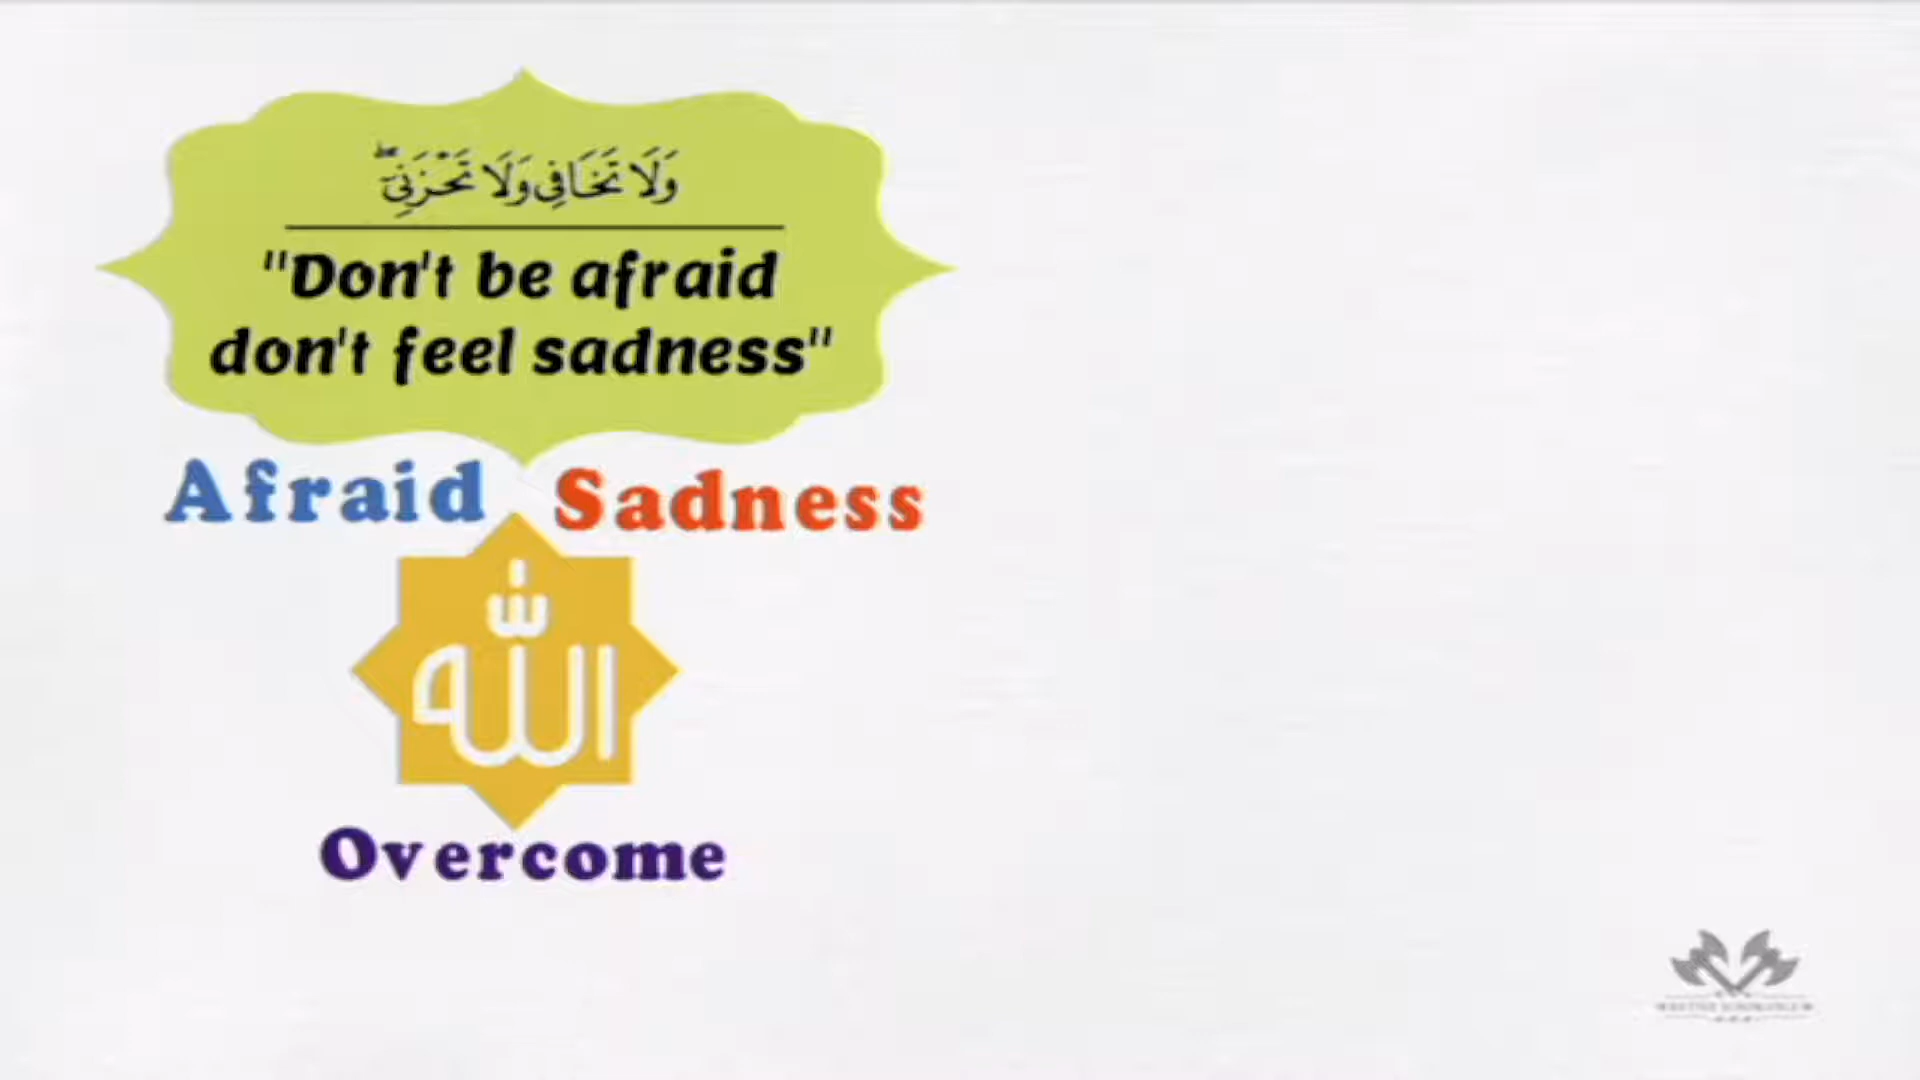 وَلَا تَخَافِى وَلَا تَحْزَنِىٓ ۖ
"Don't be afraid
don't feel sadness"
Afraid Sadness
الله
Overcome